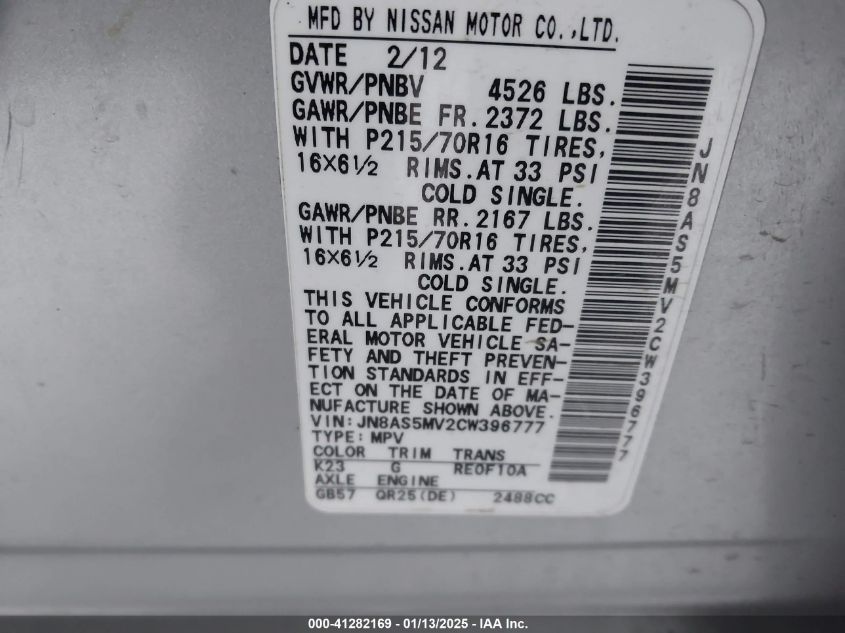 MFD BY NISSAN MOTOR CO.,LTD.
DATE 2/12
GVWR/PNBV 4526 LBS.
GAWR/PNBE FR. 2372 LBS.
WITH P215/70R16 TIRES,
16X6½ RIMS. AT 33 PSI
COLD SINGLE.
GAWR/PNBE RR. 2167 LBS.
WITH P215/70R16 TIRES,
16X6½ RIMS. AT 33 PSI
COLD SINGLE.
THIS VEHICLE CONFORMS
TO ALL APPLICABLE FED-
ERAL MOTOR VEHICLE SA-
FETY AND THEFT PREVEN-
TION STANDARDS IN EFF-
ECT ON THE DATE OF MA-
NUFACTURE SHOWN ABOVE.
VIN: JN8AS5MV2CW396777
TYPE: MPV
COLOR TRIM TRANS
K23 G RE0F10A
AXLE ENGINE
GB57 QR25(DE) 2488CC
JN8AS5MV2CW396777
000-41282169 - 01/13/2025 - IAA Inc.